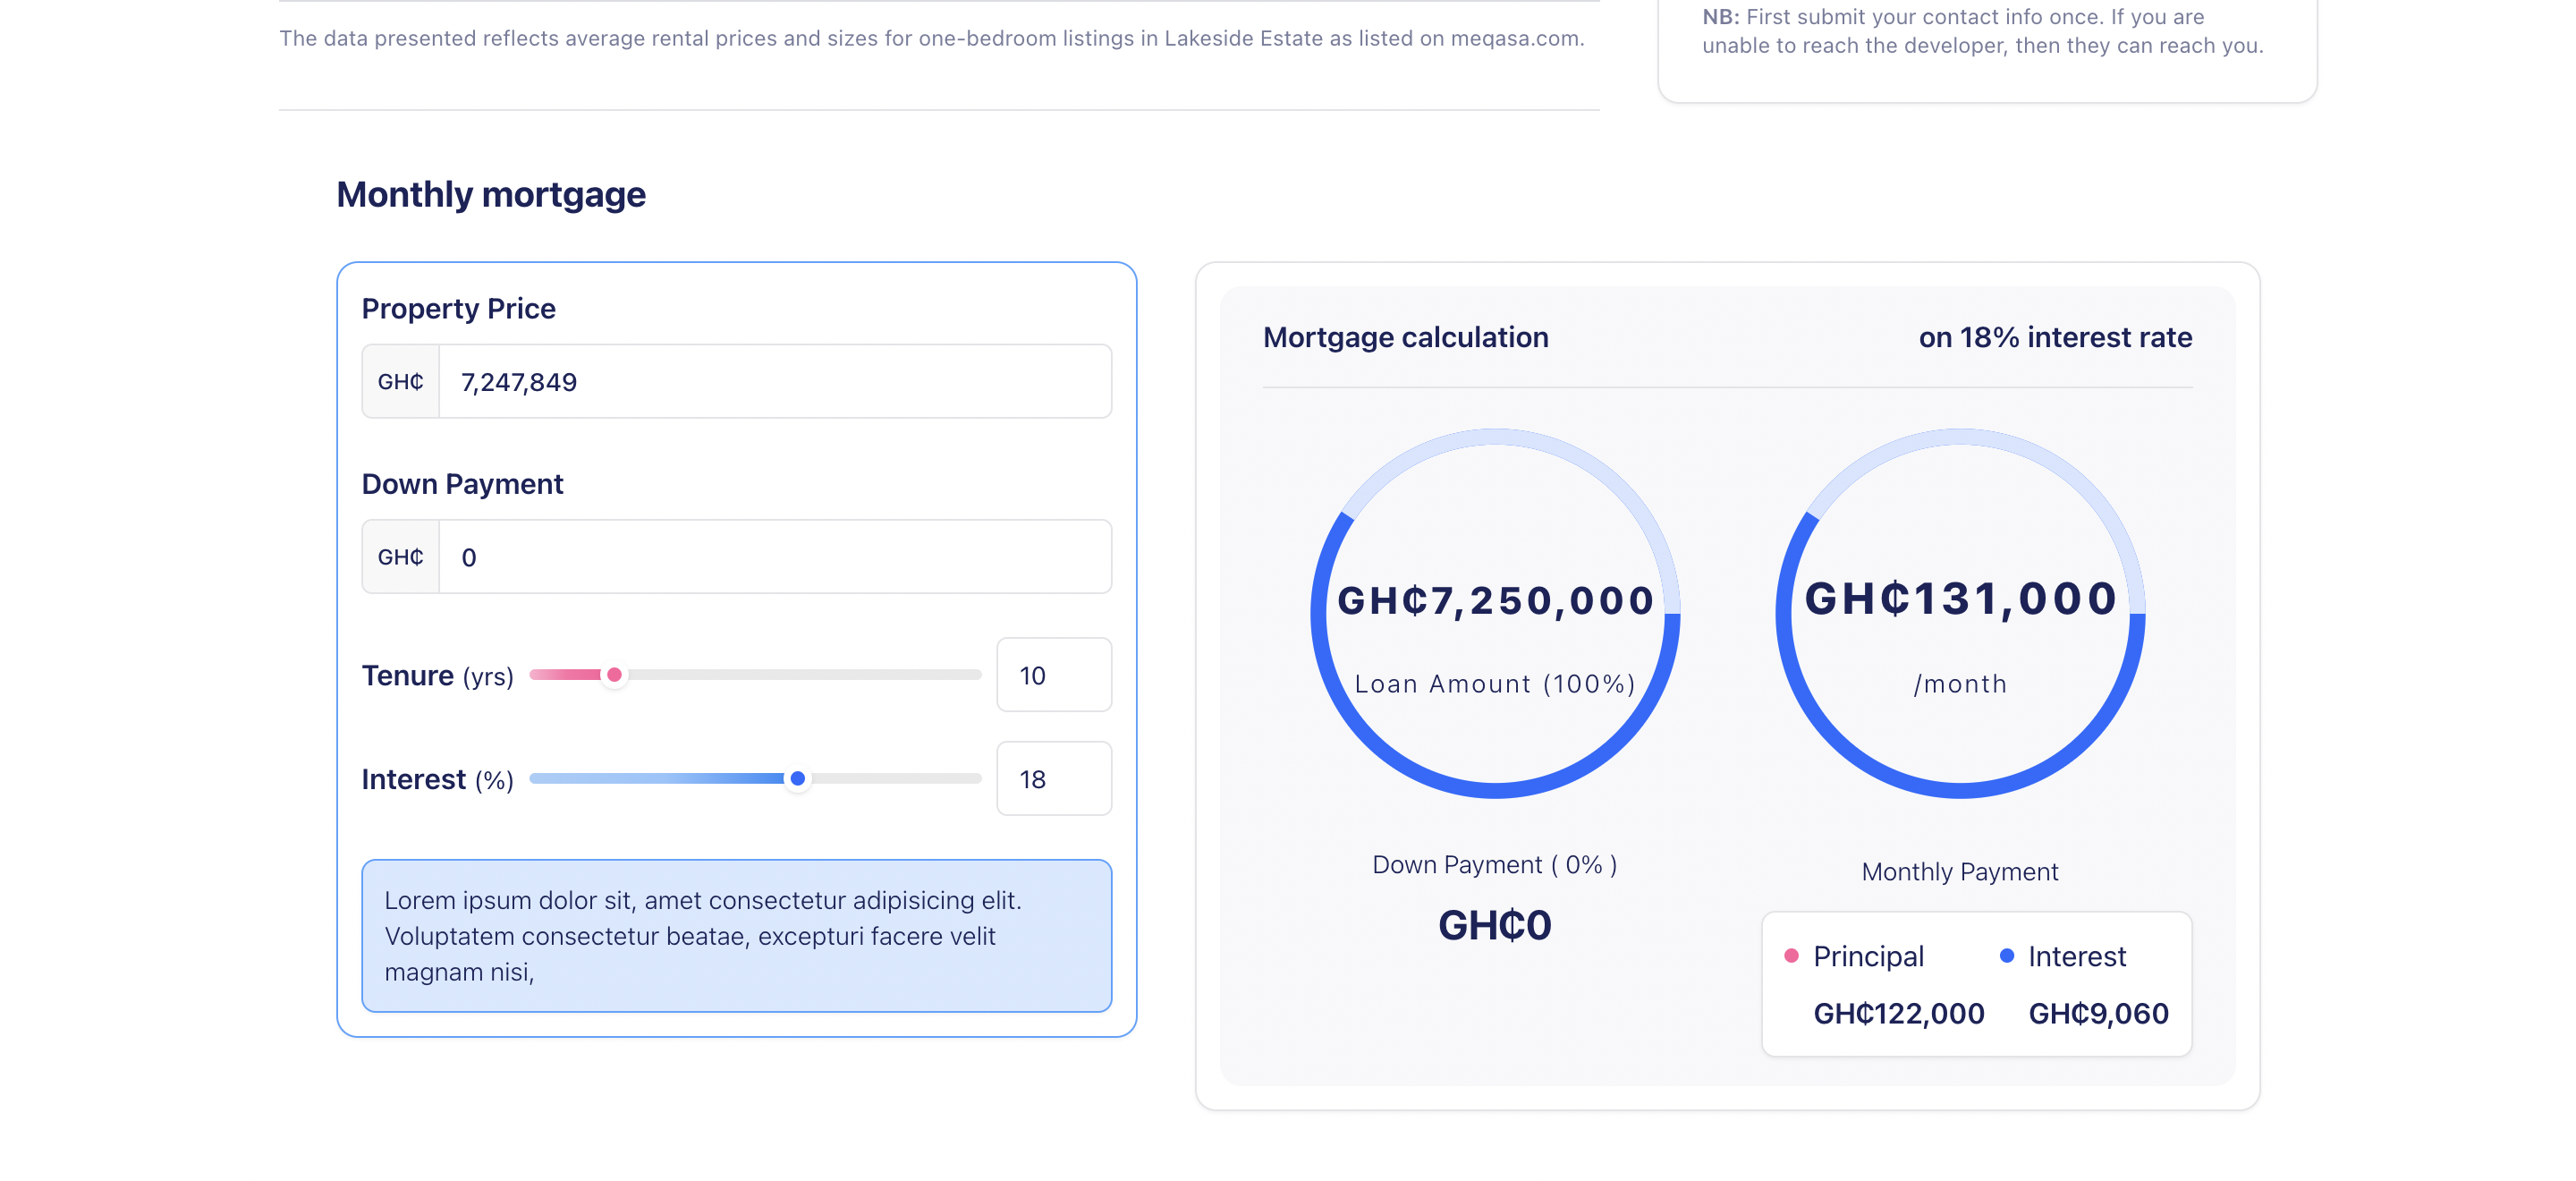 The data presented reflects average rental prices and sizes for one-bedroom listings in Lakeside Estate as listed on meqasa.com.
NB: First submit your contact info once. If you are
unable to reach the developer, then they can reach you.
Monthly mortgage
Property Price
GH₵ 7,247,849
Down Payment
GH₵ 0
Tenure (yrs) 10
Interest (%) 18
Lorem ipsum dolor sit, amet consectetur adipisicing elit.
Voluptatem consectetur beatae, excepturi facere velit
magnam nisi,
Mortgage calculation on 18% interest rate
GH₵7,250,000
Loan Amount (100%)
GH₵131,000
/month
Down Payment ( 0% )
GH₵0
Monthly Payment
Principal Interest
GH₵122,000 GH₵9,060